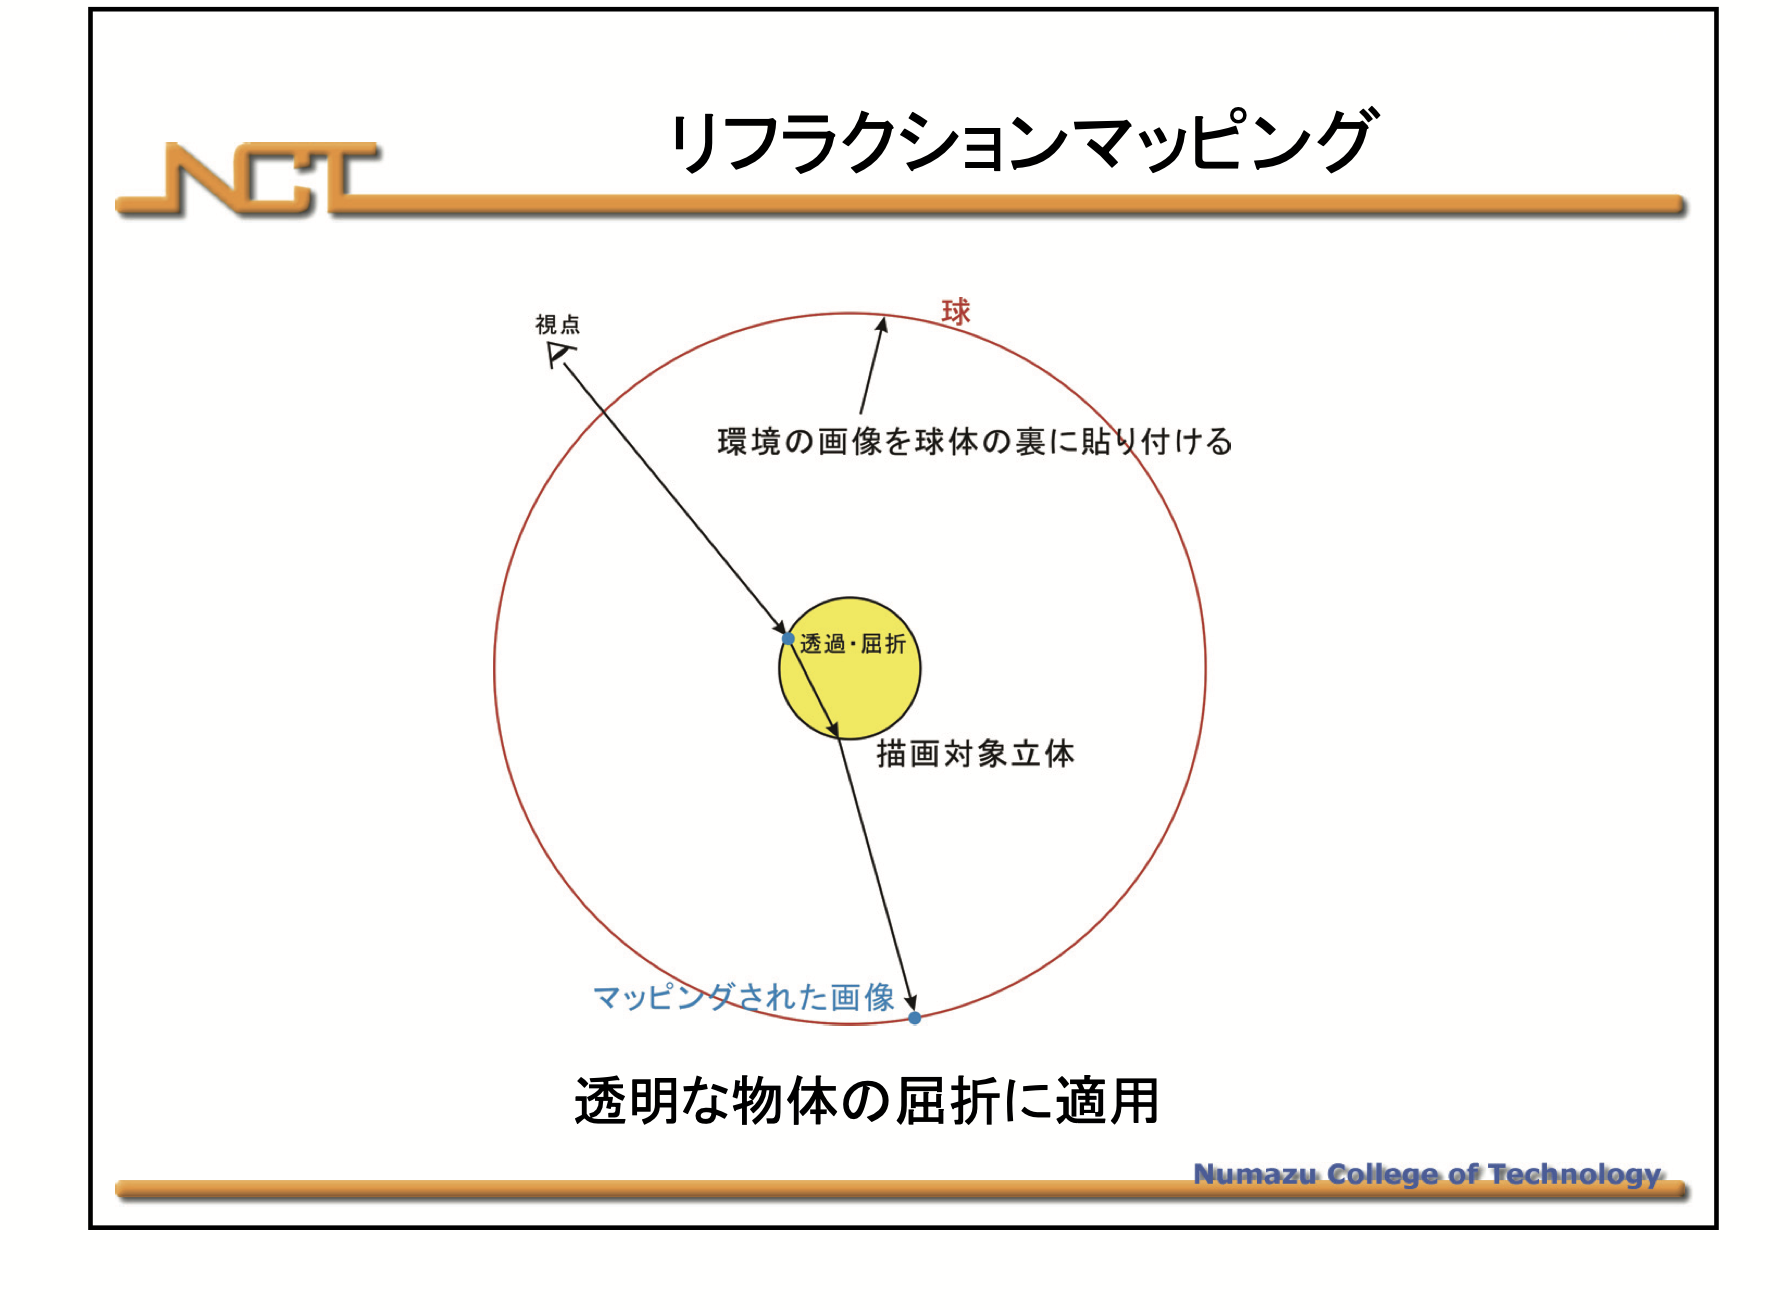 リフラクションマッピング
NCT
球
視点
環境の画像を球体の裏に貼り付ける
透過・屈折
描画対象立体
マッピングされた画像
透明な物体の屈折に適用
Numazu College of Technology